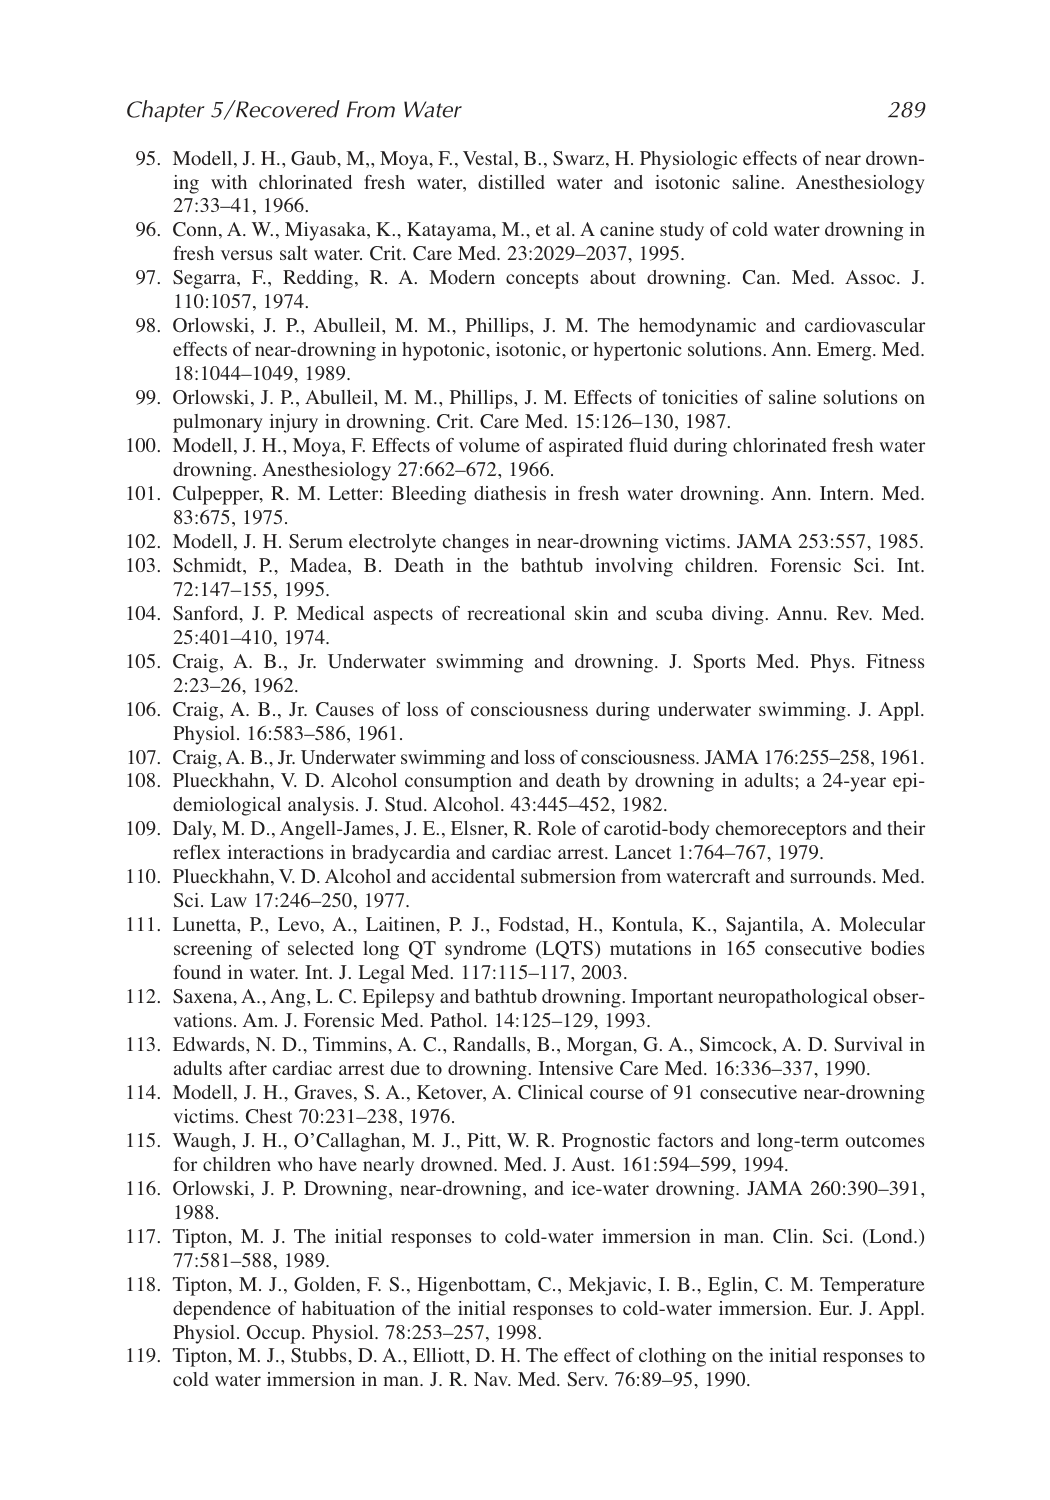 Chapter 5/Recovered From Water 289
95. Modell, J. H., Gaub, M,, Moya, F., Vestal, B., Swarz, H. Physiologic effects of near drown-
ing with chlorinated fresh water, distilled water and isotonic saline. Anesthesiology
27:33–41, 1966.
96. Conn, A. W., Miyasaka, K., Katayama, M., et al. A canine study of cold water drowning in
fresh versus salt water. Crit. Care Med. 23:2029–2037, 1995.
97. Segarra, F., Redding, R. A. Modern concepts about drowning. Can. Med. Assoc. J.
110:1057, 1974.
98. Orlowski, J. P., Abulleil, M. M., Phillips, J. M. The hemodynamic and cardiovascular
effects of near-drowning in hypotonic, isotonic, or hypertonic solutions. Ann. Emerg. Med.
18:1044–1049, 1989.
99. Orlowski, J. P., Abulleil, M. M., Phillips, J. M. Effects of tonicities of saline solutions on
pulmonary injury in drowning. Crit. Care Med. 15:126–130, 1987.
100. Modell, J. H., Moya, F. Effects of volume of aspirated fluid during chlorinated fresh water
drowning. Anesthesiology 27:662–672, 1966.
101. Culpepper, R. M. Letter: Bleeding diathesis in fresh water drowning. Ann. Intern. Med.
83:675, 1975.
102. Modell, J. H. Serum electrolyte changes in near-drowning victims. JAMA 253:557, 1985.
103. Schmidt, P., Madea, B. Death in the bathtub involving children. Forensic Sci. Int.
72:147–155, 1995.
104. Sanford, J. P. Medical aspects of recreational skin and scuba diving. Annu. Rev. Med.
25:401–410, 1974.
105. Craig, A. B., Jr. Underwater swimming and drowning. J. Sports Med. Phys. Fitness
2:23–26, 1962.
106. Craig, A. B., Jr. Causes of loss of consciousness during underwater swimming. J. Appl.
Physiol. 16:583–586, 1961.
107. Craig, A. B., Jr. Underwater swimming and loss of consciousness. JAMA 176:255–258, 1961.
108. Plueckhahn, V. D. Alcohol consumption and death by drowning in adults; a 24-year epi-
demiological analysis. J. Stud. Alcohol. 43:445–452, 1982.
109. Daly, M. D., Angell-James, J. E., Elsner, R. Role of carotid-body chemoreceptors and their
reflex interactions in bradycardia and cardiac arrest. Lancet 1:764–767, 1979.
110. Plueckhahn, V. D. Alcohol and accidental submersion from watercraft and surrounds. Med.
Sci. Law 17:246–250, 1977.
111. Lunetta, P., Levo, A., Laitinen, P. J., Fodstad, H., Kontula, K., Sajantila, A. Molecular
screening of selected long QT syndrome (LQTS) mutations in 165 consecutive bodies
found in water. Int. J. Legal Med. 117:115–117, 2003.
112. Saxena, A., Ang, L. C. Epilepsy and bathtub drowning. Important neuropathological obser-
vations. Am. J. Forensic Med. Pathol. 14:125–129, 1993.
113. Edwards, N. D., Timmins, A. C., Randalls, B., Morgan, G. A., Simcock, A. D. Survival in
adults after cardiac arrest due to drowning. Intensive Care Med. 16:336–337, 1990.
114. Modell, J. H., Graves, S. A., Ketover, A. Clinical course of 91 consecutive near-drowning
victims. Chest 70:231–238, 1976.
115. Waugh, J. H., O’Callaghan, M. J., Pitt, W. R. Prognostic factors and long-term outcomes
for children who have nearly drowned. Med. J. Aust. 161:594–599, 1994.
116. Orlowski, J. P. Drowning, near-drowning, and ice-water drowning. JAMA 260:390–391,
1988.
117. Tipton, M. J. The initial responses to cold-water immersion in man. Clin. Sci. (Lond.)
77:581–588, 1989.
118. Tipton, M. J., Golden, F. S., Higenbottam, C., Mekjavic, I. B., Eglin, C. M. Temperature
dependence of habituation of the initial responses to cold-water immersion. Eur. J. Appl.
Physiol. Occup. Physiol. 78:253–257, 1998.
119. Tipton, M. J., Stubbs, D. A., Elliott, D. H. The effect of clothing on the initial responses to
cold water immersion in man. J. R. Nav. Med. Serv. 76:89–95, 1990.